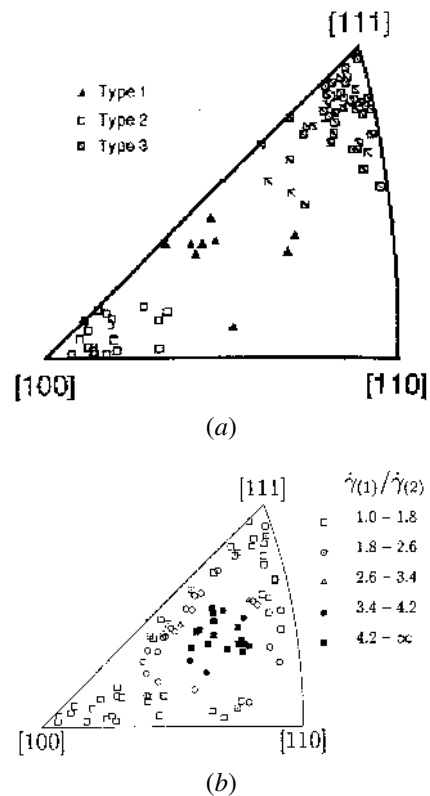 [111]
Type 1
Type 2
Type 3
[100]
[110]
(a)
[111]
γ̇(1)/γ̇(2)
1.0 – 1.8
1.8 – 2.6
2.6 – 3.4
3.4 – 4.2
4.2 – ∞
[100]
[110]
(b)